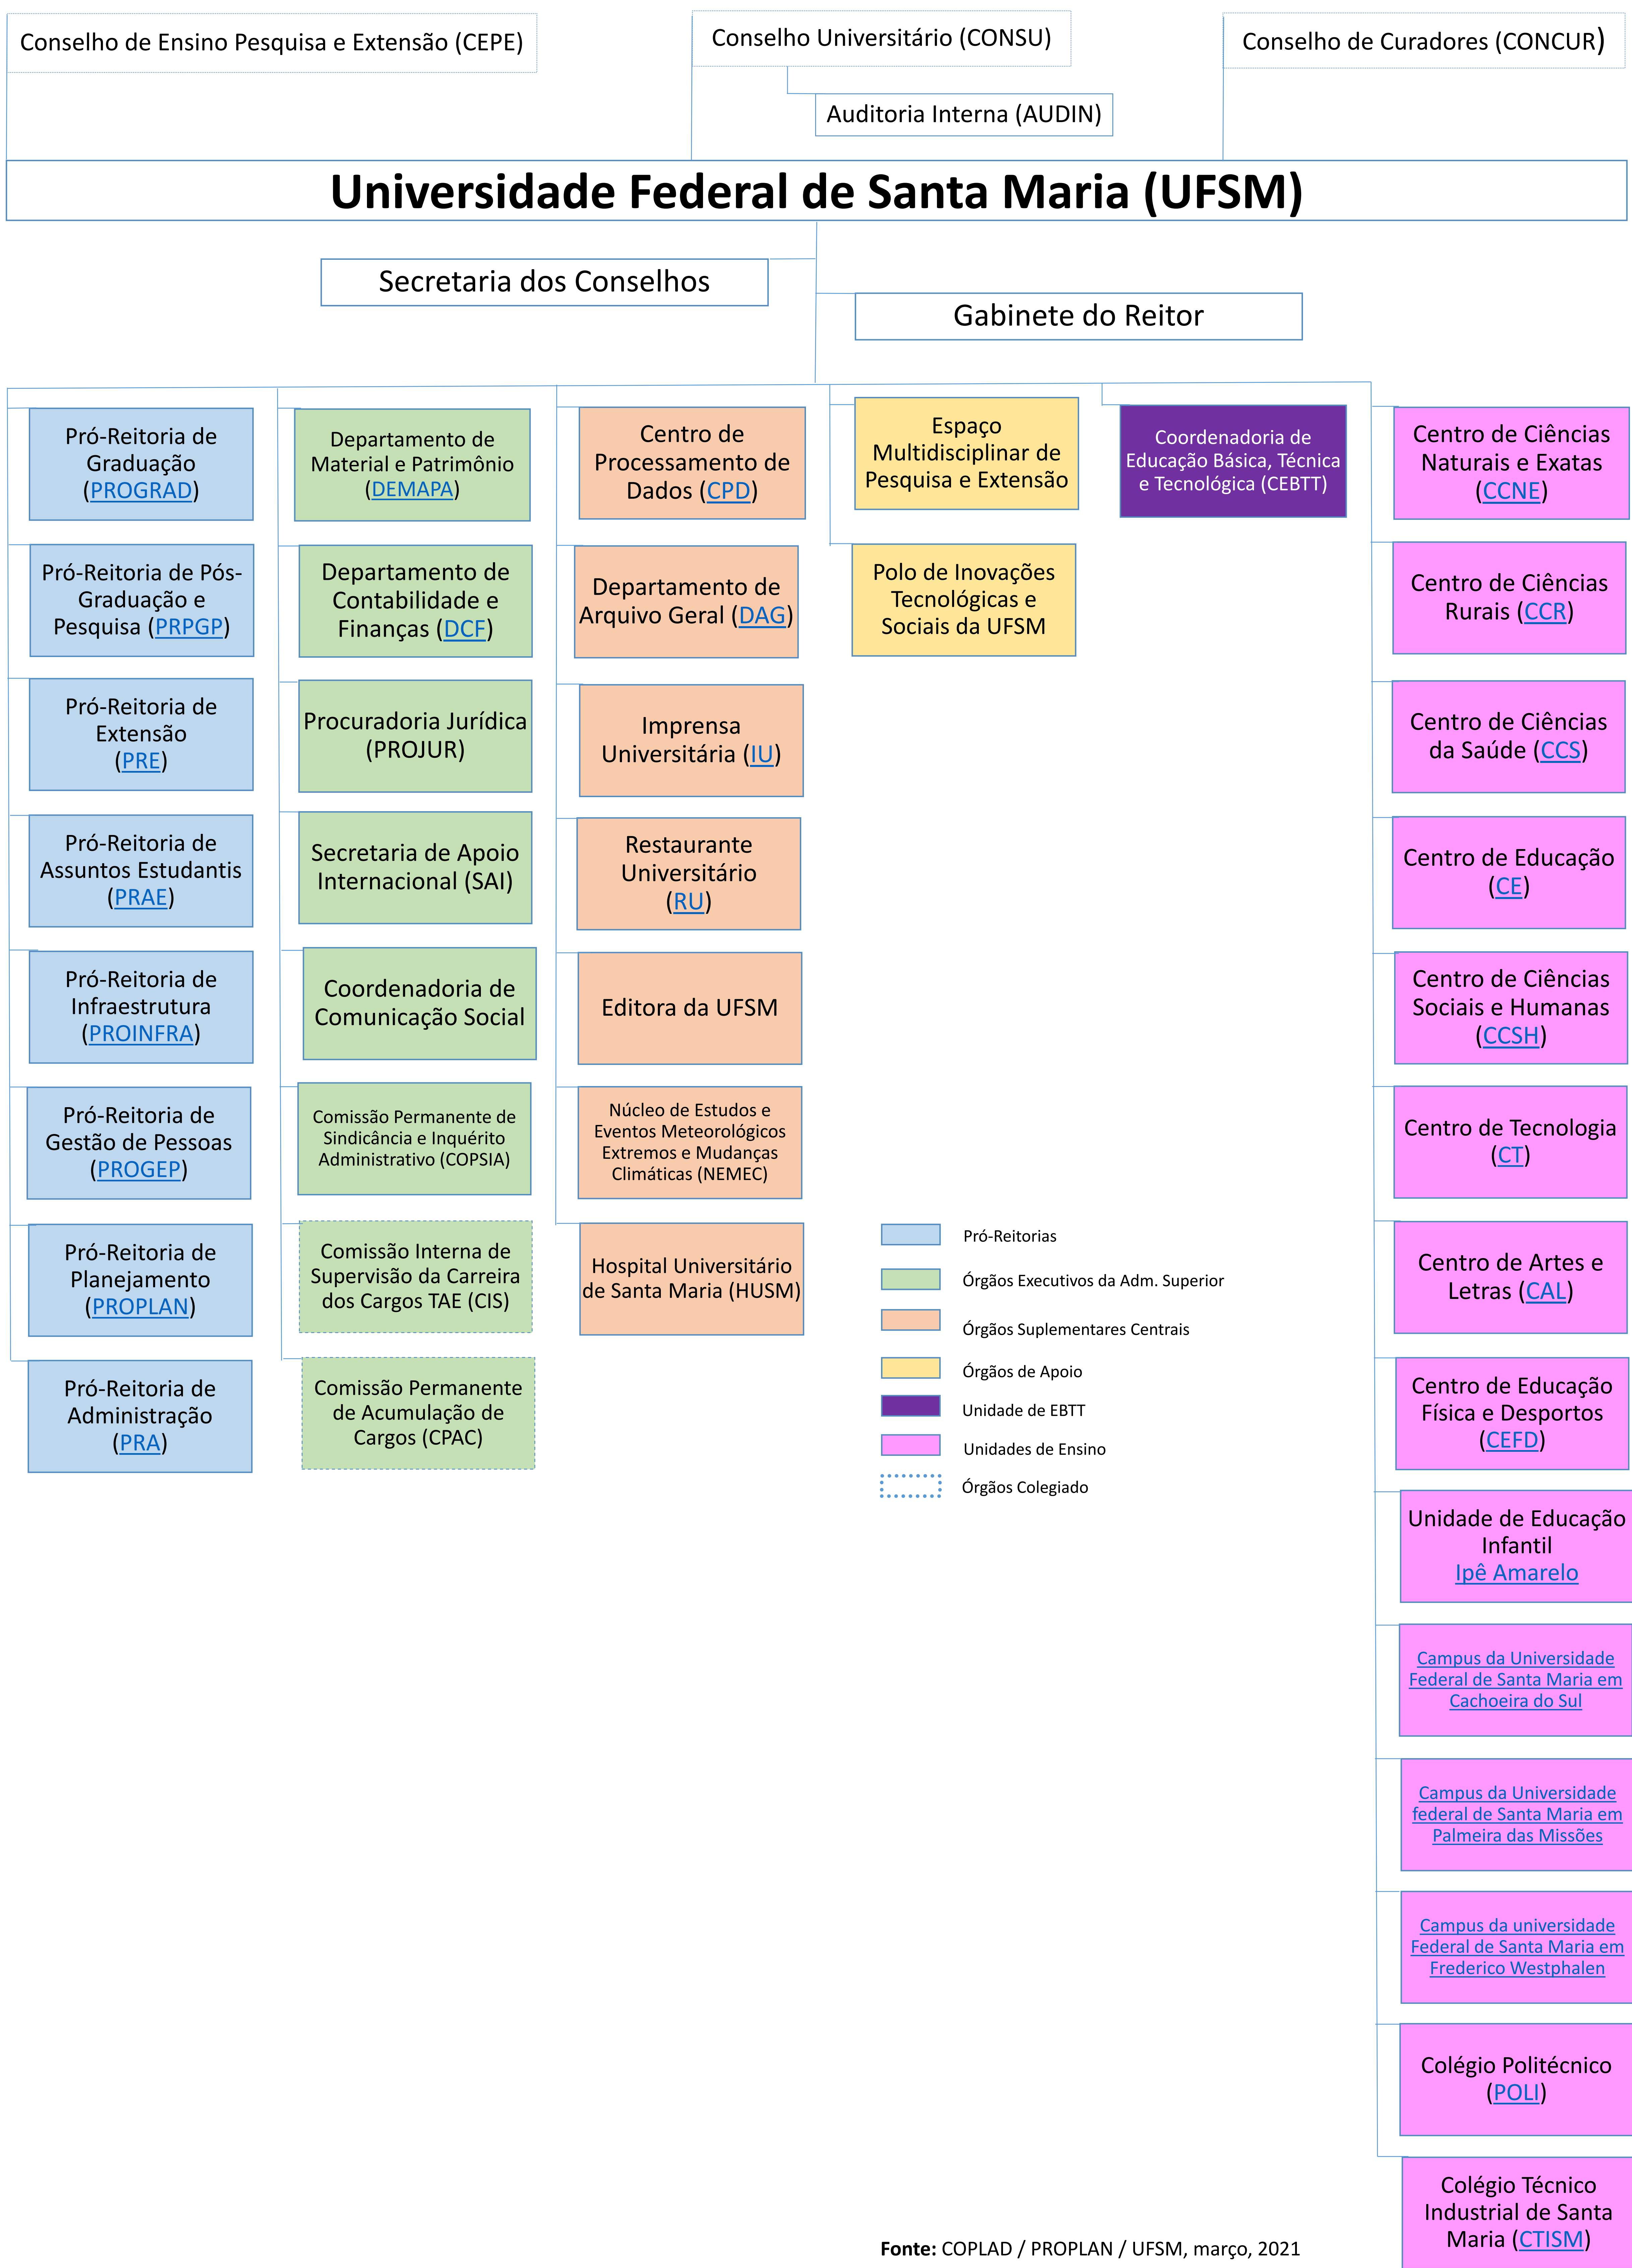 Conselho de Ensino Pesquisa e Extensão (CEPE)
Conselho Universitário (CONSU)
Conselho de Curadores (CONCUR)
Auditoria Interna (AUDIN)
Universidade Federal de Santa Maria (UFSM)
Secretaria dos Conselhos
Gabinete do Reitor
Pró-Reitoria de
Graduação
(PROGRAD)
Pró-Reitoria de Pós-
Graduação e
Pesquisa (PRPGP)
Pró-Reitoria de
Extensão
(PRE)
Pró-Reitoria de
Assuntos Estudantis
(PRAE)
Pró-Reitoria de
Infraestrutura
(PROINFRA)
Pró-Reitoria de
Gestão de Pessoas
(PROGEP)
Pró-Reitoria de
Planejamento
(PROPLAN)
Pró-Reitoria de
Administração
(PRA)
Departamento de
Material e Patrimônio
(DEMAPA)
Departamento de
Contabilidade e
Finanças (DCF)
Procuradoria Jurídica
(PROJUR)
Secretaria de Apoio
Internacional (SAI)
Coordenadoria de
Comunicação Social
Comissão Permanente de
Sindicância e Inquérito
Administrativo (COPSIA)
Comissão Interna de
Supervisão da Carreira
dos Cargos TAE (CIS)
Comissão Permanente
de Acumulação de
Cargos (CPAC)
Centro de
Processamento de
Dados (CPD)
Departamento de
Arquivo Geral (DAG)
Imprensa
Universitária (IU)
Restaurante
Universitário
(RU)
Editora da UFSM
Núcleo de Estudos e
Eventos Meteorológicos
Extremos e Mudanças
Climáticas (NEMEC)
Hospital Universitário
de Santa Maria (HUSM)
Espaço
Multidisciplinar de
Pesquisa e Extensão
Polo de Inovações
Tecnológicas e
Sociais da UFSM
Coordenadoria de
Educação Básica, Técnica
e Tecnológica (CEBTT)
Centro de Ciências
Naturais e Exatas
(CCNE)
Centro de Ciências
Rurais (CCR)
Centro de Ciências
da Saúde (CCS)
Centro de Educação
(CE)
Centro de Ciências
Sociais e Humanas
(CCSH)
Centro de Tecnologia
(CT)
Centro de Artes e
Letras (CAL)
Centro de Educação
Física e Desportos
(CEFD)
Unidade de Educação
Infantil
Ipê Amarelo
Campus da Universidade
Federal de Santa Maria em
Cachoeira do Sul
Campus da Universidade
federal de Santa Maria em
Palmeira das Missões
Campus da universidade
Federal de Santa Maria em
Frederico Westphalen
Colégio Politécnico
(POLI)
Colégio Técnico
Industrial de Santa
Maria (CTISM)
Pró-Reitorias
Órgãos Executivos da Adm. Superior
Órgãos Suplementares Centrais
Órgãos de Apoio
Unidade de EBTT
Unidades de Ensino
Órgãos Colegiado
Fonte: COPLAD / PROPLAN / UFSM, março, 2021